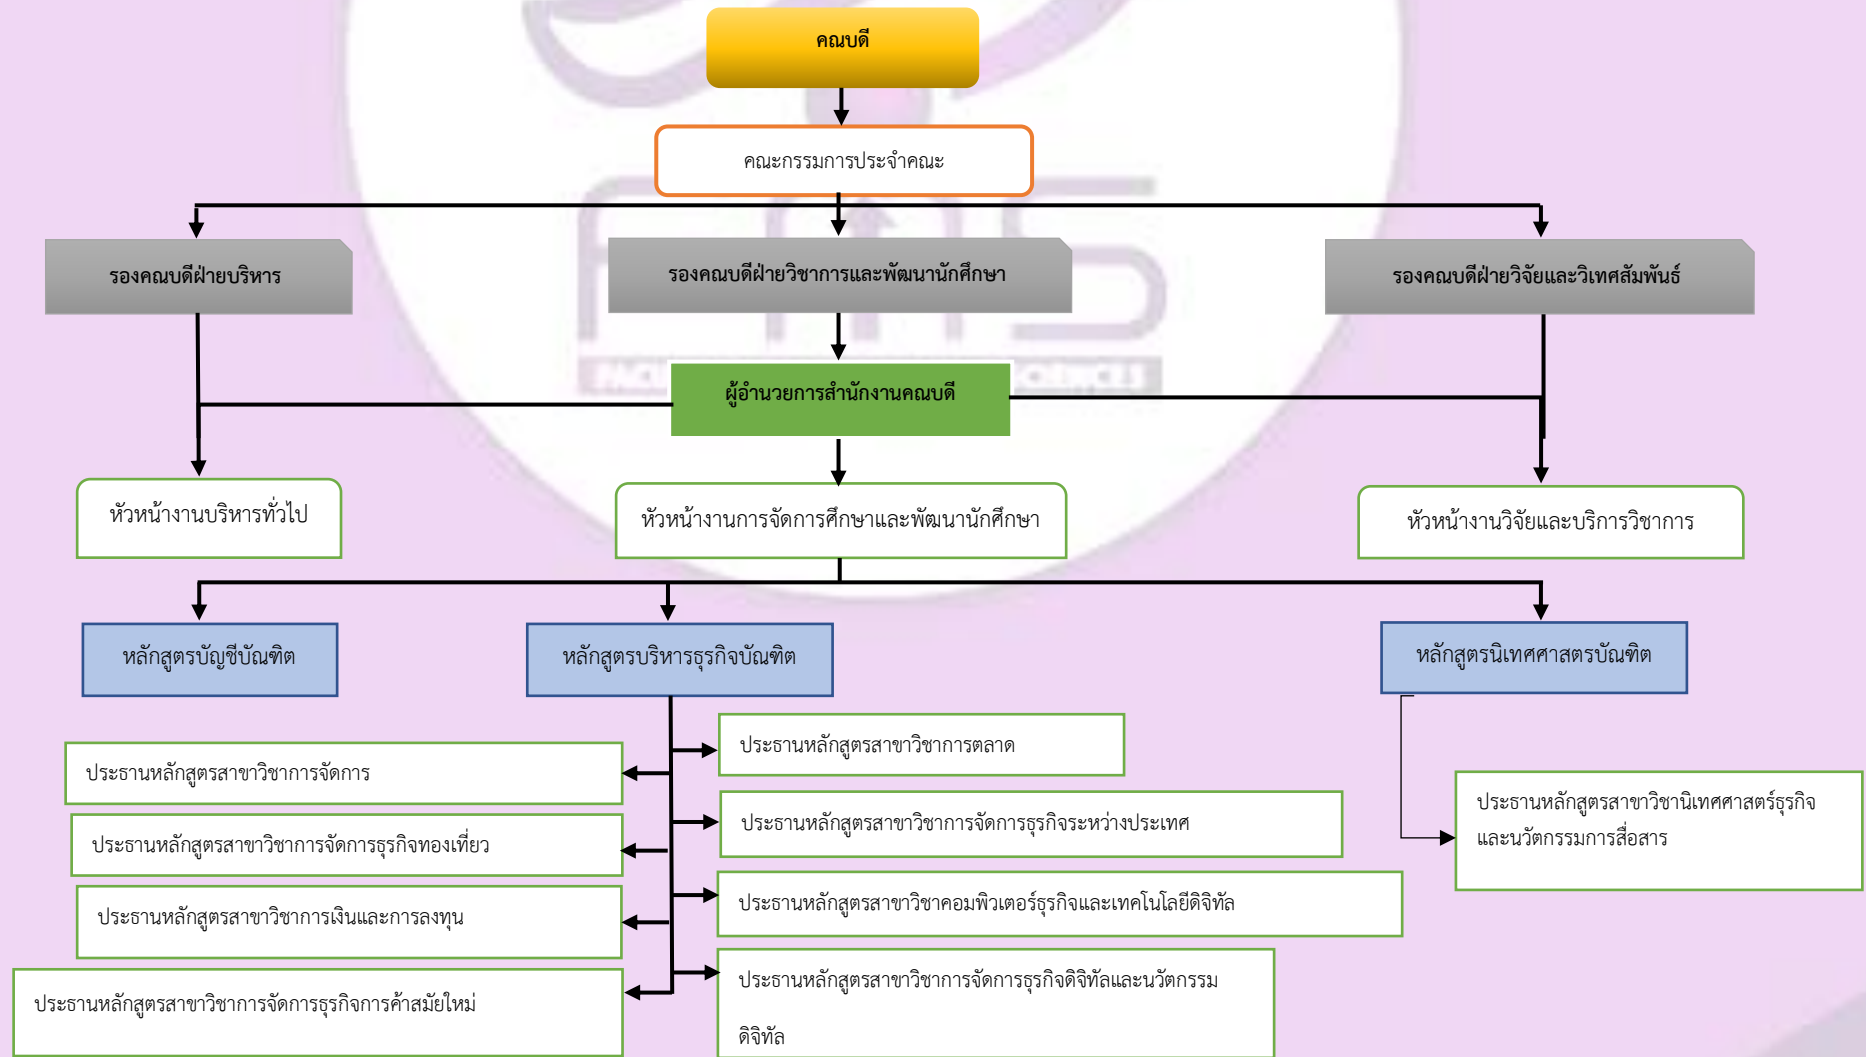 คณบดี
คณะกรรมการประจำคณะ
รองคณบดีฝ่ายบริหาร
รองคณบดีฝ่ายวิชาการและพัฒนานักศึกษา
รองคณบดีฝ่ายวิจัยและวิเทศสัมพันธ์
FMS
ผู้อำนวยการสำนักงานคณบดี
หัวหน้างานบริหารทั่วไป
หัวหน้างานการจัดการศึกษาและพัฒนานักศึกษา
หัวหน้างานวิจัยและบริการวิชาการ
หลักสูตรบัญชีบัณฑิต
หลักสูตรบริหารธุรกิจบัณฑิต
หลักสูตรนิเทศศาสตรบัณฑิต
ประธานหลักสูตรสาขาวิชาการจัดการ
ประธานหลักสูตรสาขาวิชาการจัดการธุรกิจทองเที่ยว
ประธานหลักสูตรสาขาวิชาการเงินและการลงทุน
ประธานหลักสูตรสาขาวิชาการจัดการธุรกิจการค้าสมัยใหม่
ประธานหลักสูตรสาขาวิชาการตลาด
ประธานหลักสูตรสาขาวิชาการจัดการธุรกิจระหว่างประเทศ
ประธานหลักสูตรสาขาวิชาคอมพิวเตอร์ธุรกิจและเทคโนโลยีดิจิทัล
ประธานหลักสูตรสาขาวิชาการจัดการธุรกิจดิจิทัลและนวัตกรรม
ดิจิทัล
ประธานหลักสูตรสาขาวิชานิเทศศาสตร์ธุรกิจ
และนวัตกรรมการสื่อสาร